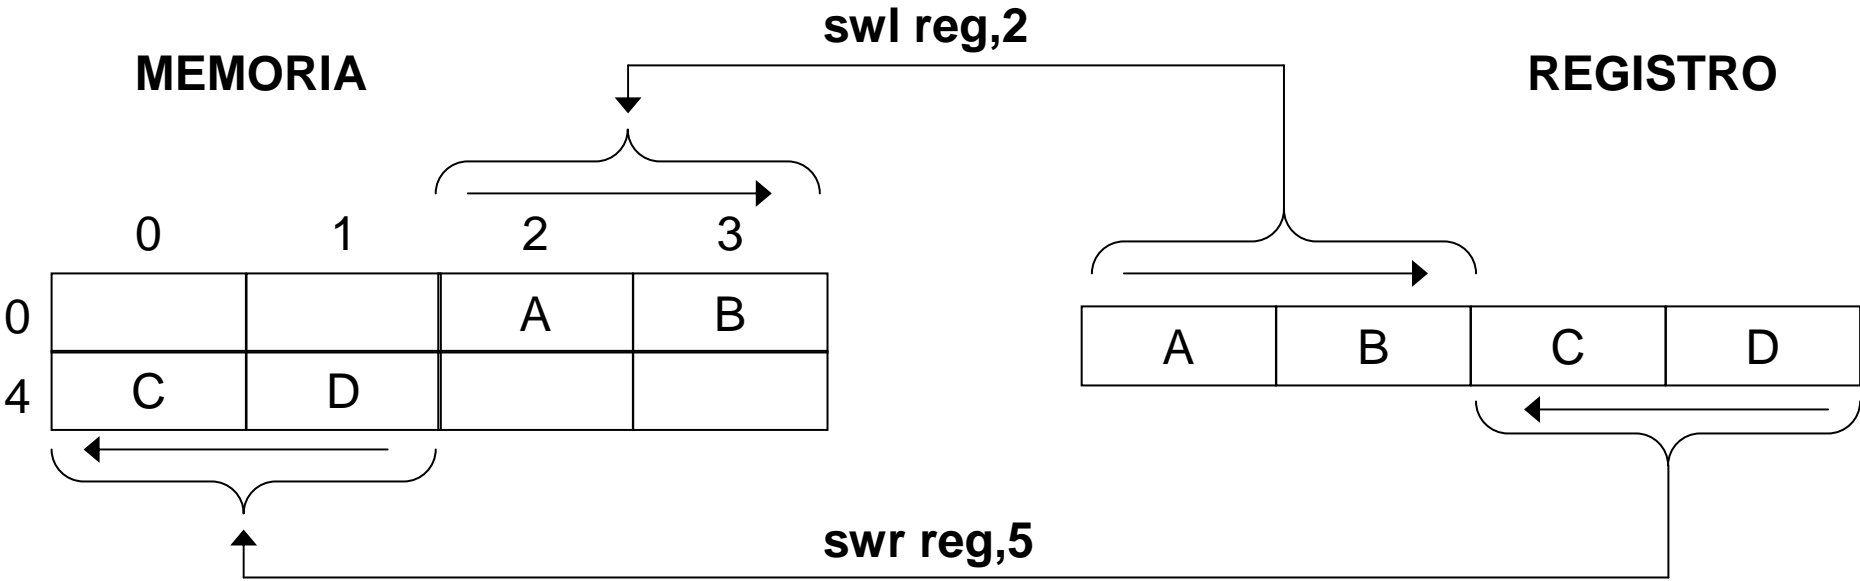 swl reg,2
MEMORIA REGISTRO
0 1 2 3
0 A B
A B C D
4 C D
swr reg,5